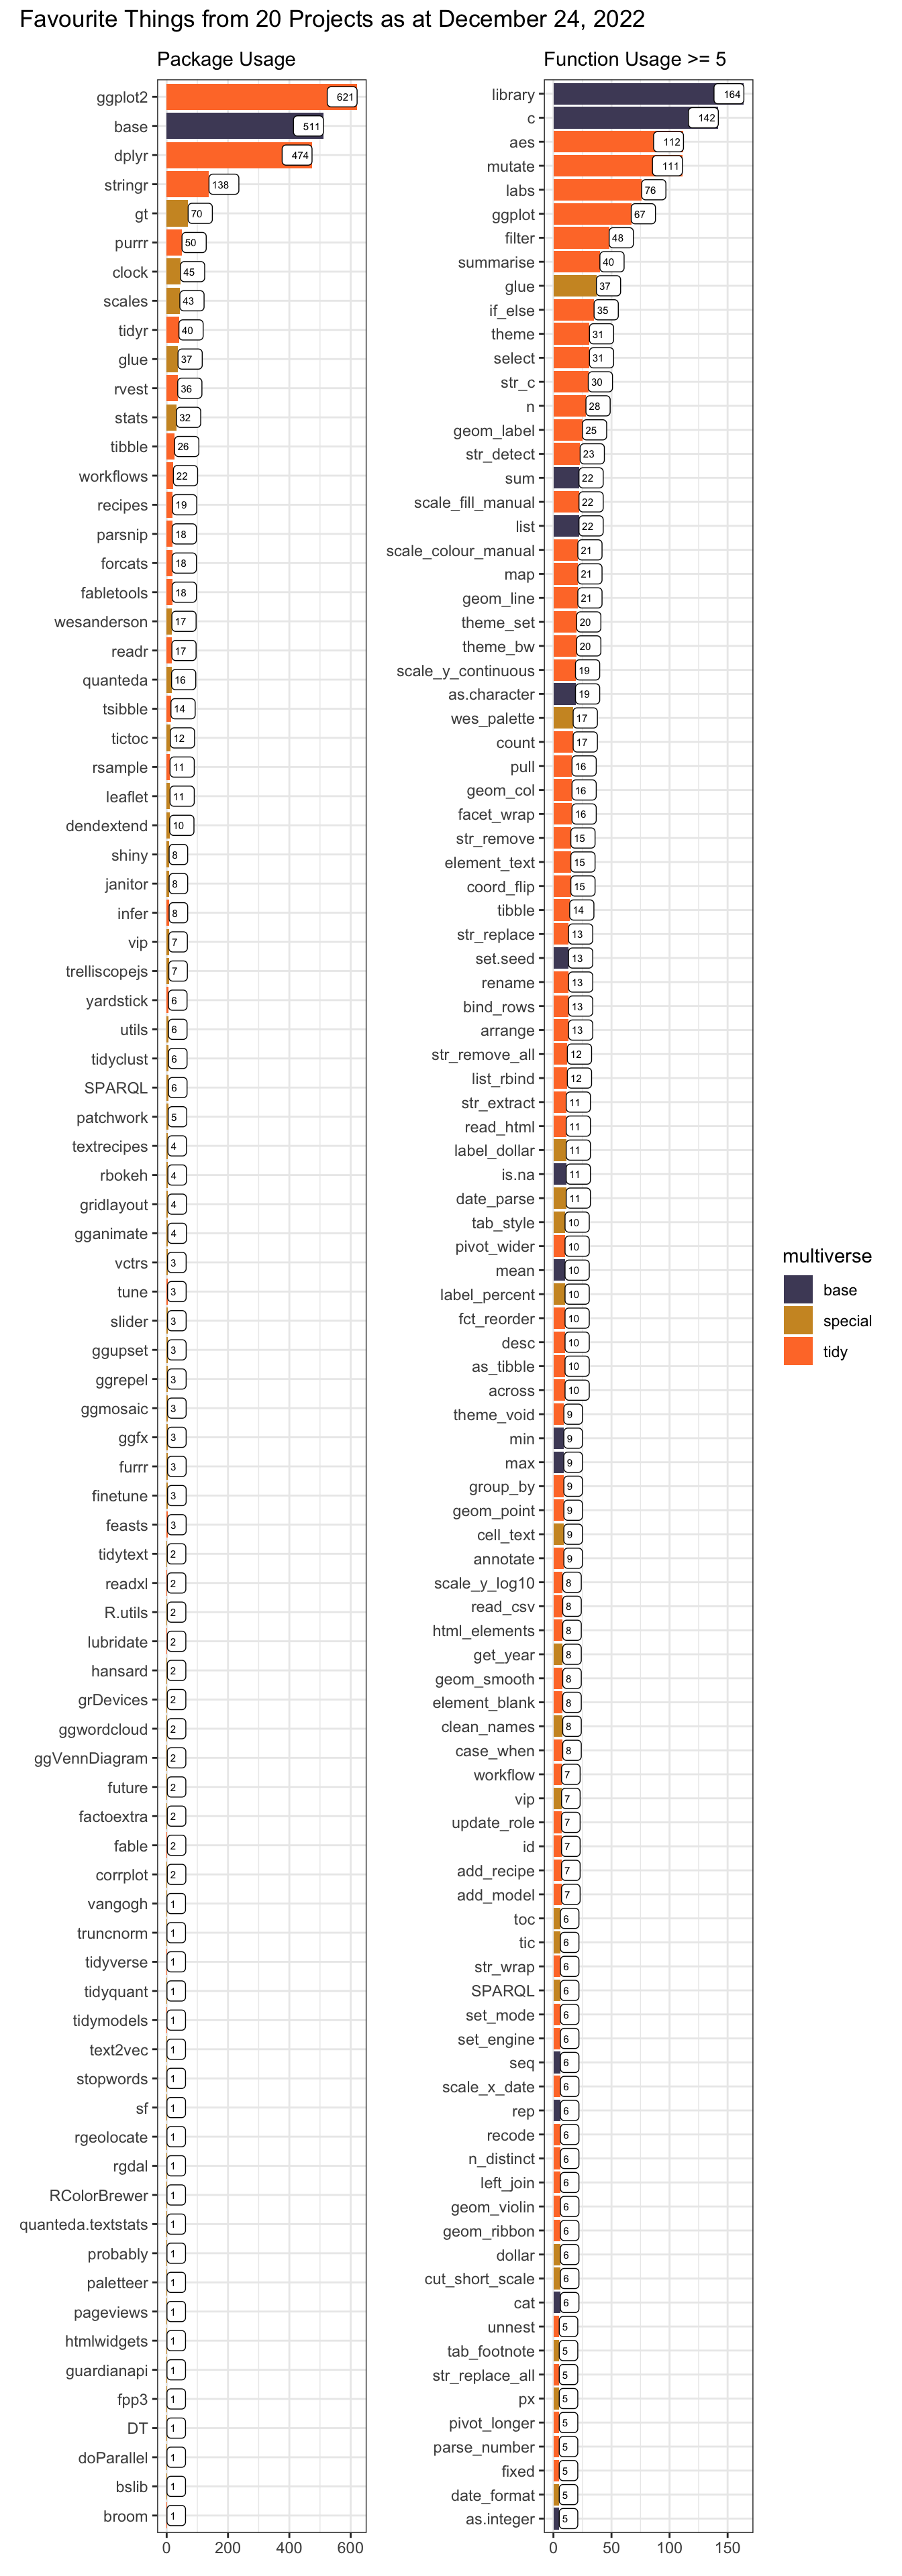 Favourite Things from 20 Projects as at December 24, 2022
Package Usage
ggplot2 621
base 511
dplyr 474
stringr 138
gt 70
purrr 50
clock 45
scales 43
tidyr 40
glue 37
rvest 36
stats 32
tibble 26
workflows 22
recipes 19
parsnip 18
forcats 18
fabletools 18
wesanderson 17
readr 17
quanteda 16
tsibble 14
tictoc 12
rsample 11
leaflet 11
dendextend 10
shiny 8
janitor 8
infer 8
vip 7
trelliscopejs 7
yardstick 6
utils 6
tidyclust 6
SPARQL 6
patchwork 5
textrecipes 4
rbokeh 4
gridlayout 4
gganimate 4
vctrs 3
tune 3
slider 3
ggupset 3
ggrepel 3
ggmosaic 3
ggfx 3
furrr 3
finetune 3
feasts 3
tidytext 2
readxl 2
R.utils 2
lubridate 2
hansard 2
grDevices 2
ggwordcloud 2
ggVennDiagram 2
future 2
factoextra 2
fable 2
corrplot 2
vangogh 1
truncnorm 1
tidyverse 1
tidyquant 1
tidymodels 1
text2vec 1
stopwords 1
sf 1
rgeolocate 1
rgdal 1
RColorBrewer 1
quanteda.textstats 1
probably 1
paletteer 1
pageviews 1
htmlwidgets 1
guardianapi 1
fpp3 1
DT 1
doParallel 1
bslib 1
broom 1
0 200 400 600
Function Usage >= 5
library 164
c 142
aes 112
mutate 111
labs 76
ggplot 67
filter 48
summarise 40
glue 37
if_else 35
theme 31
select 31
str_c 30
n 28
geom_label 25
str_detect 23
sum 22
scale_fill_manual 22
list 22
scale_colour_manual 21
map 21
geom_line 21
theme_set 20
theme_bw 20
scale_y_continuous 19
as.character 19
wes_palette 17
count 17
pull 16
geom_col 16
facet_wrap 16
str_remove 15
element_text 15
coord_flip 15
tibble 14
str_replace 13
set.seed 13
rename 13
bind_rows 13
arrange 13
str_remove_all 12
list_rbind 12
str_extract 11
read_html 11
label_dollar 11
is.na 11
date_parse 11
tab_style 10
pivot_wider 10
mean 10
label_percent 10
fct_reorder 10
desc 10
as_tibble 10
across 10
theme_void 9
min 9
max 9
group_by 9
geom_point 9
cell_text 9
annotate 9
scale_y_log10 8
read_csv 8
html_elements 8
get_year 8
geom_smooth 8
element_blank 8
clean_names 8
case_when 8
workflow 7
vip 7
update_role 7
id 7
add_recipe 7
add_model 7
toc 6
tic 6
str_wrap 6
SPARQL 6
set_mode 6
set_engine 6
seq 6
scale_x_date 6
rep 6
recode 6
n_distinct 6
left_join 6
geom_violin 6
geom_ribbon 6
dollar 6
cut_short_scale 6
cat 6
unnest 5
tab_footnote 5
str_replace_all 5
px 5
pivot_longer 5
parse_number 5
fixed 5
date_format 5
as.integer 5
0 50 100 150
multiverse
base
special
tidy